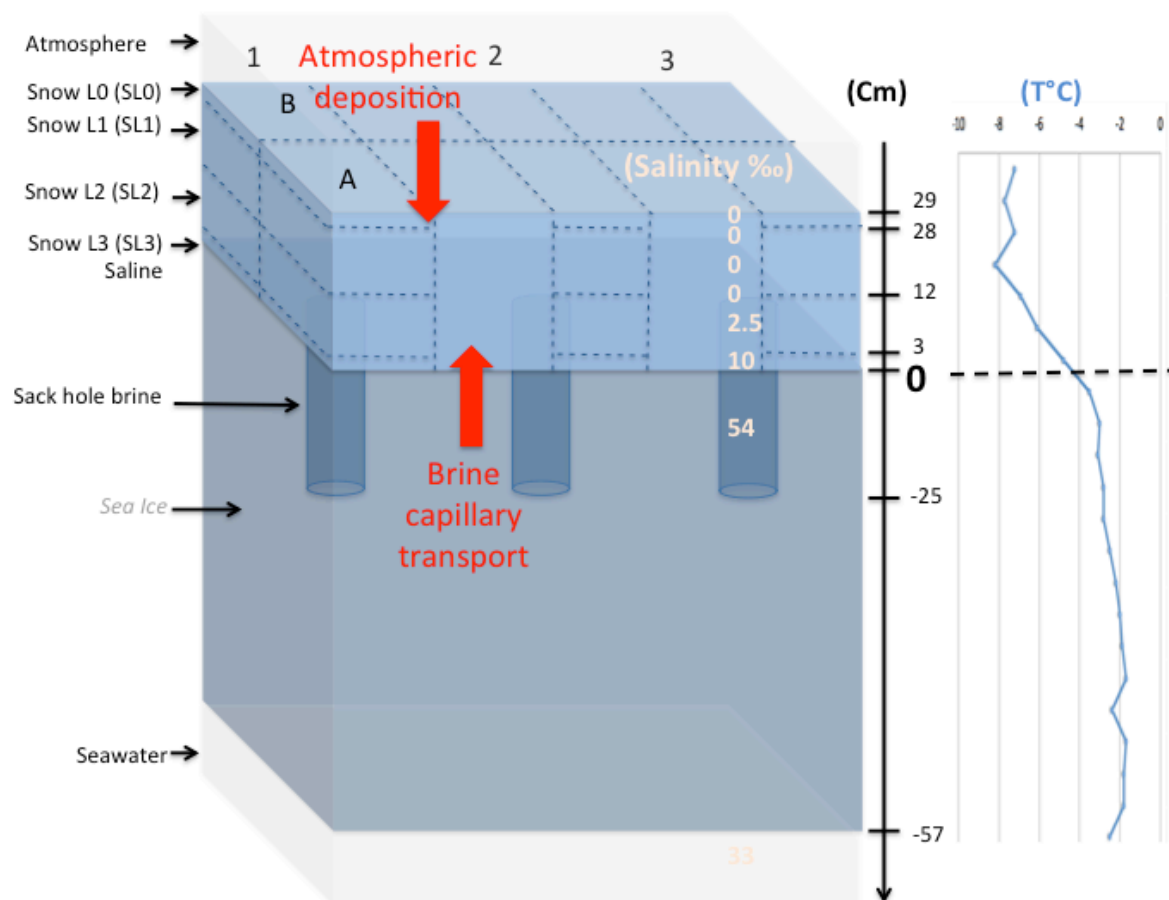 Atmosphere
Snow L0 (SL0)
Snow L1 (SL1)
Snow L2 (SL2)
Snow L3 (SL3)
Saline
Sack hole brine
Sea Ice
Seawater
1
2
3
B
A
Atmospheric
deposition
Brine
capillary
transport
(Salinity ‰)
0
0
0
0
2.5
10
54
33
(Cm)
29
28
12
3
0
-25
-57
(T°C)
-10 -8 -6 -4 -2 0